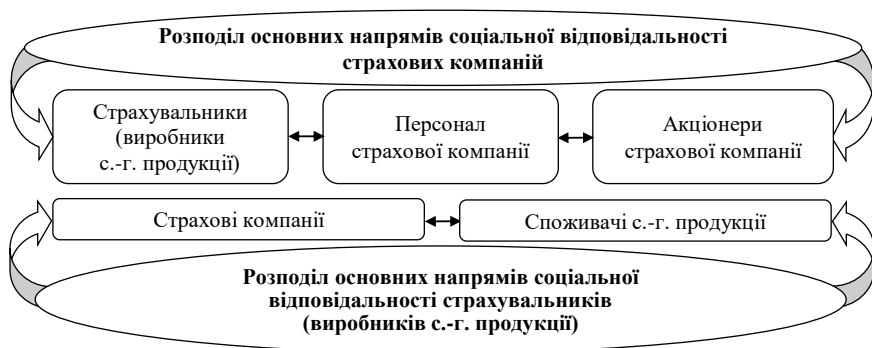 Розподіл основних напрямів соціальної відповідальності
страхових компаній
Страхувальники
(виробники
с.-г. продукції)
Персонал
страхової компанії
Акціонери
страхової компанії
Страхові компанії
Споживачі с.-г. продукції
Розподіл основних напрямів соціальної
відповідальності страхувальників
(виробників с.-г. продукції)